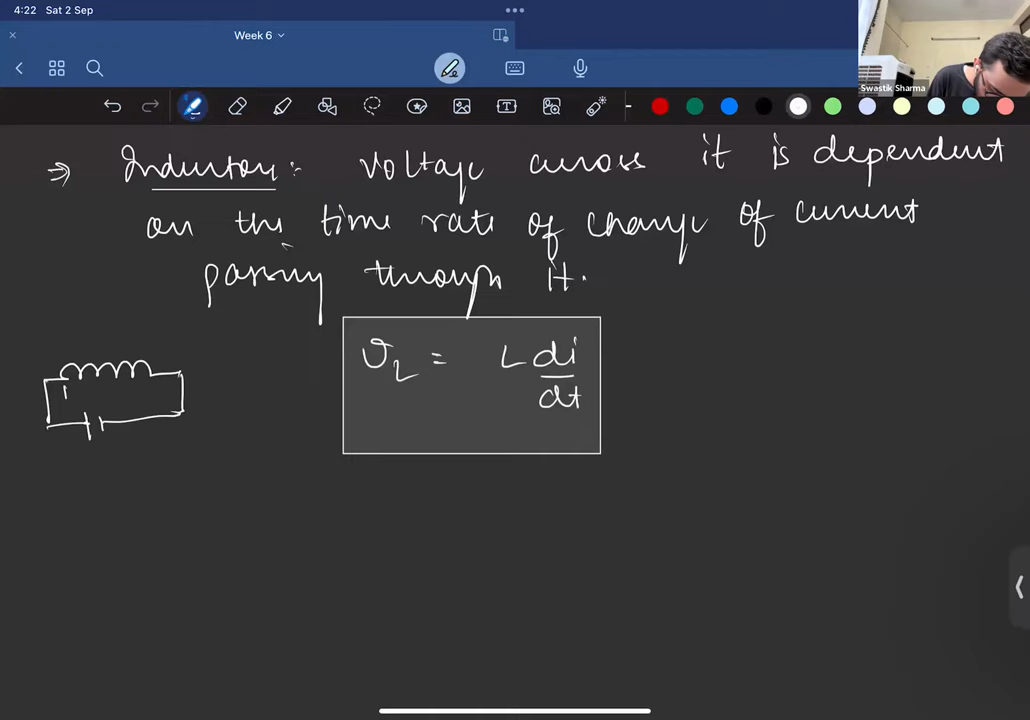 4:22 Sat 2 Sep
Week 6
Swastik Sharma
⇒ Inductor :- voltage across it is dependent
on the time rate of change of current
passing through it.
v_L = L di/dt